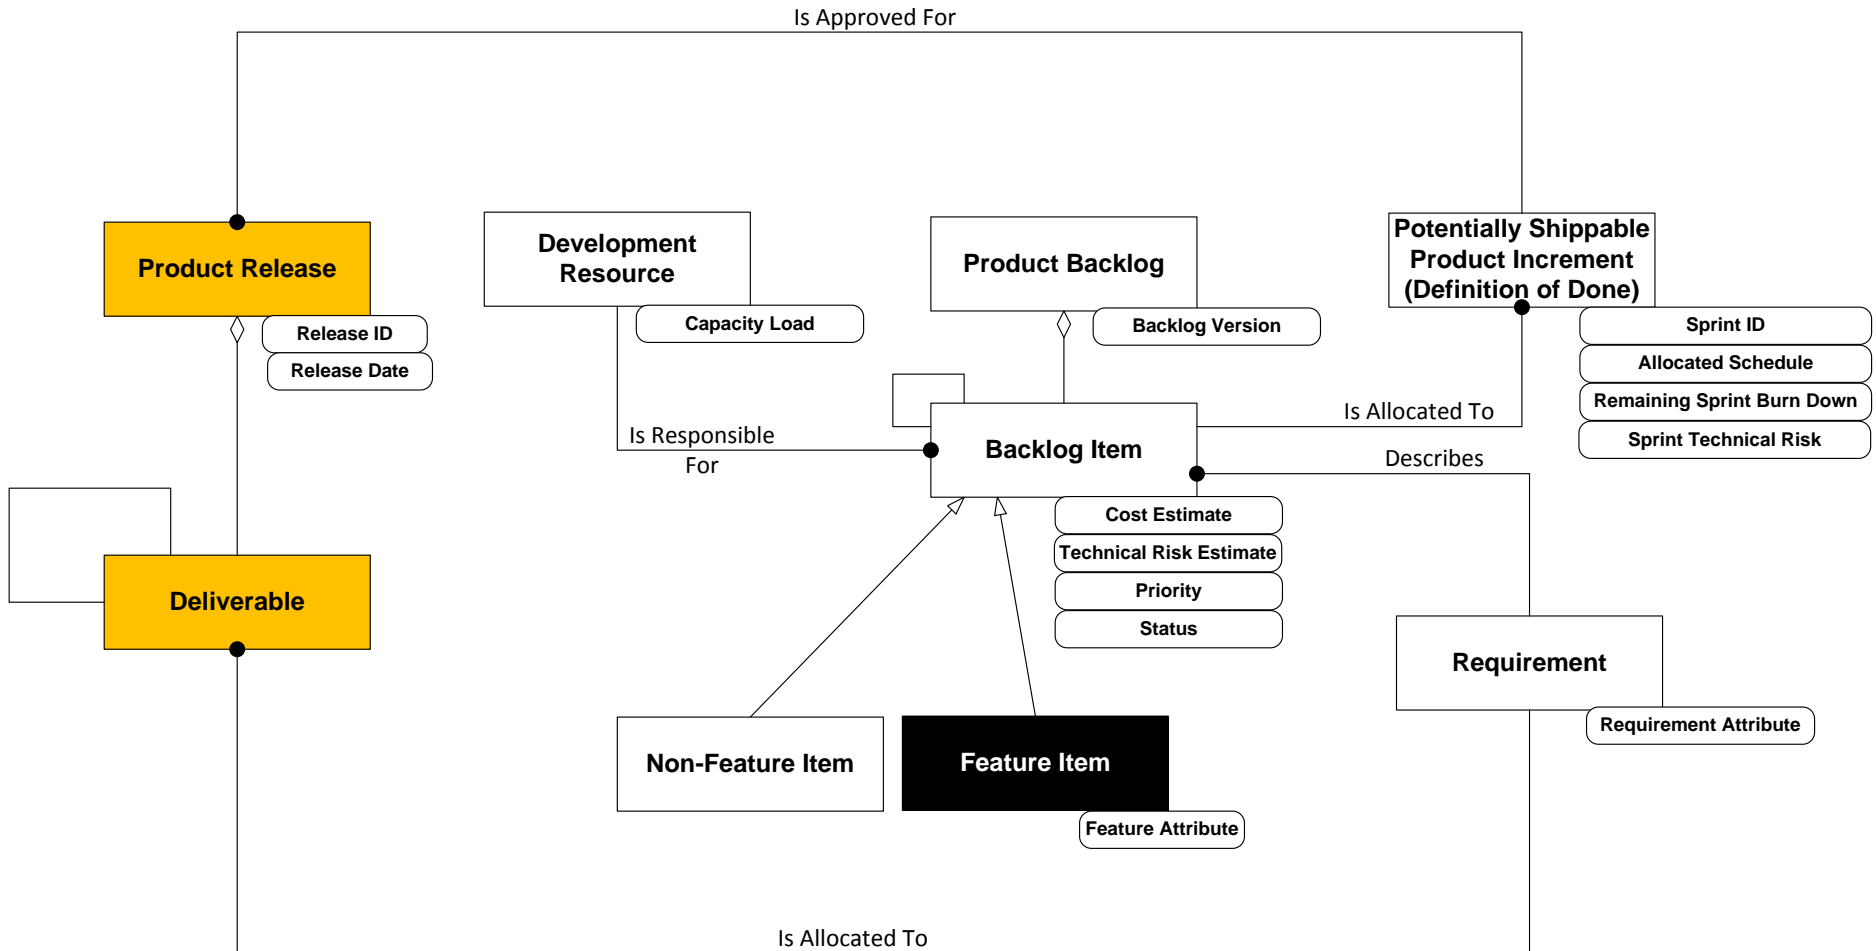 Is Approved For
Product Release
Release ID
Release Date
Development
Resource
Capacity Load
Product Backlog
Backlog Version
Potentially Shippable
Product Increment
(Definition of Done)
Sprint ID
Allocated Schedule
Remaining Sprint Burn Down
Sprint Technical Risk
Is Responsible
For
Backlog Item
Is Allocated To
Describes
Cost Estimate
Technical Risk Estimate
Priority
Status
Deliverable
Requirement
Requirement Attribute
Non-Feature Item
Feature Item
Feature Attribute
Is Allocated To